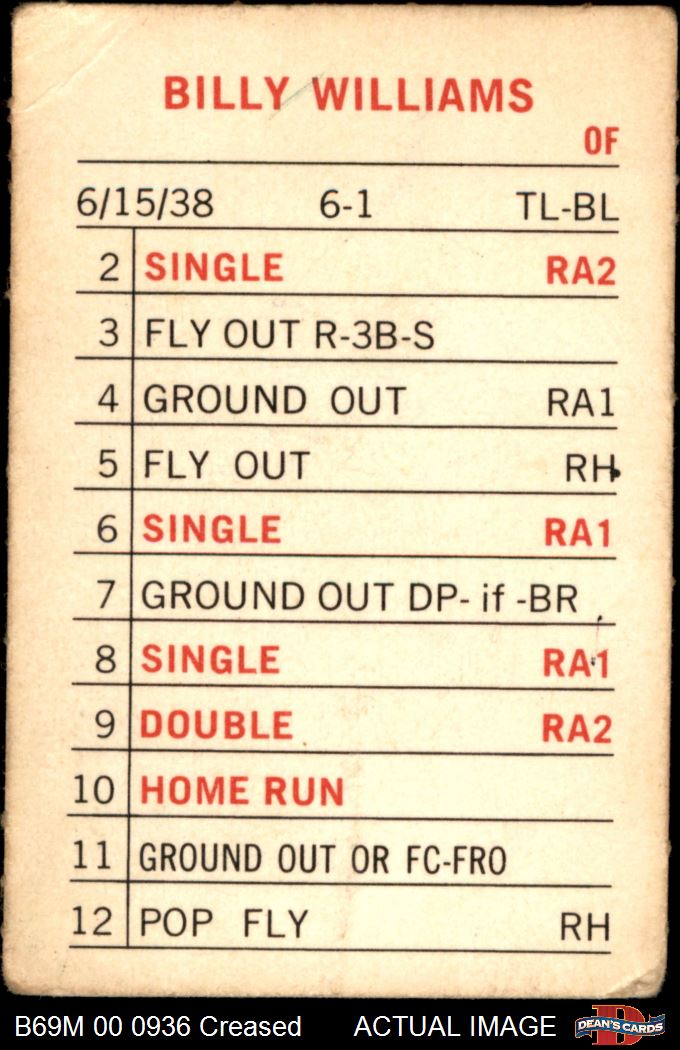 BILLY WILLIAMS
OF
6/15/38 6-1 TL-BL
2 SINGLE RA2
3 FLY OUT R-3B-S
4 GROUND OUT RA1
5 FLY OUT RH
6 SINGLE RA1
7 GROUND OUT DP- if -BR
8 SINGLE RA1
9 DOUBLE RA2
10 HOME RUN
11 GROUND OUT OR FC-FRO
12 POP FLY RH
B69M 00 0936 Creased ACTUAL IMAGE D DEAN'S CARDS